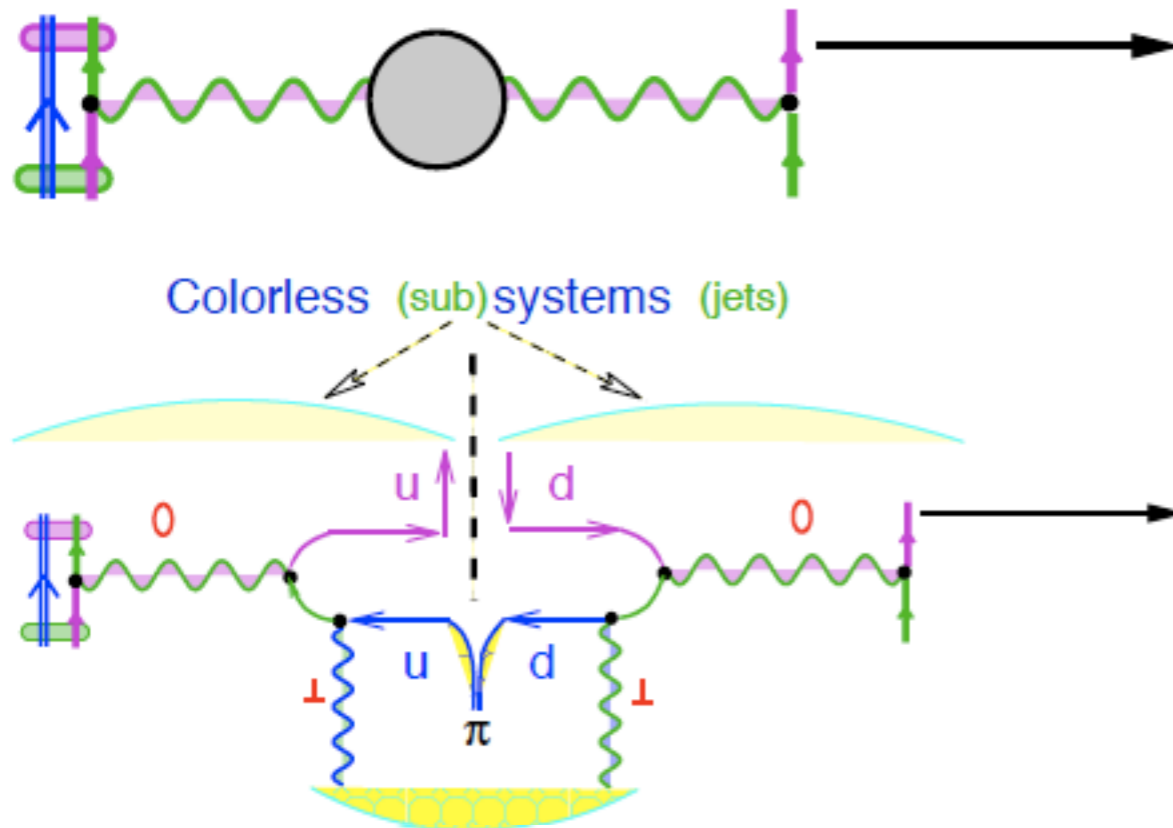 Colorless (sub)systems (jets)
u d
0 0
u d
⊥ ⊥
π